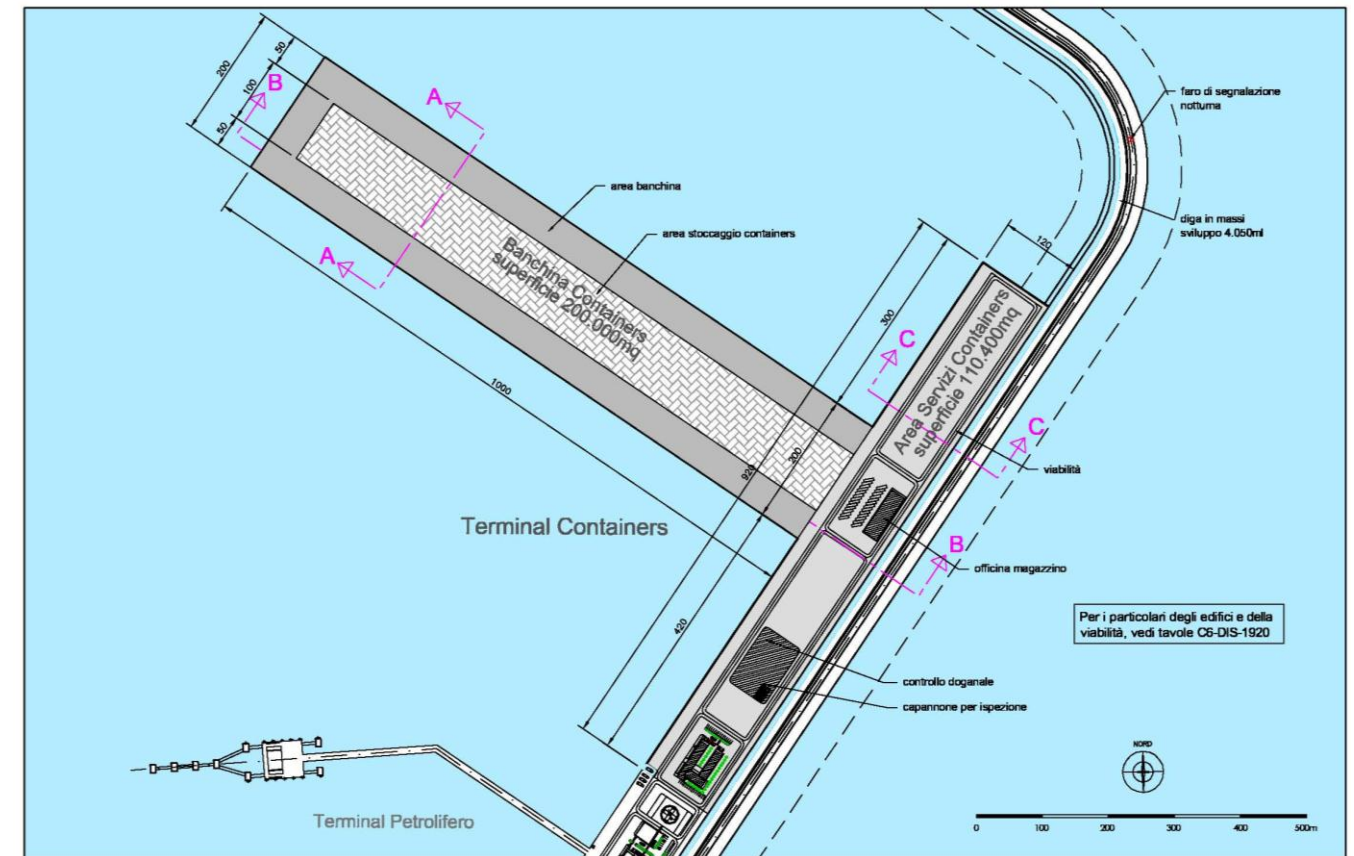 200
50
100
50
B
A
A
area banchina
area stoccaggio containers
Banchina Containers
superficie 200.000mq
1000
faro di segnalazione
notturna
diga in massi
sviluppo 4.050ml
120
300
Area Servizi Containers
superficie 110.400mq
C
C
viabilità
200
920
Terminal Containers
B
officina magazzino
420
Per i particolari degli edifici e della
viabilità, vedi tavole C6-DIS-1920
controllo doganale
capannone per ispezione
NORD
Terminal Petrolifero
0 100 200 300 400 500m